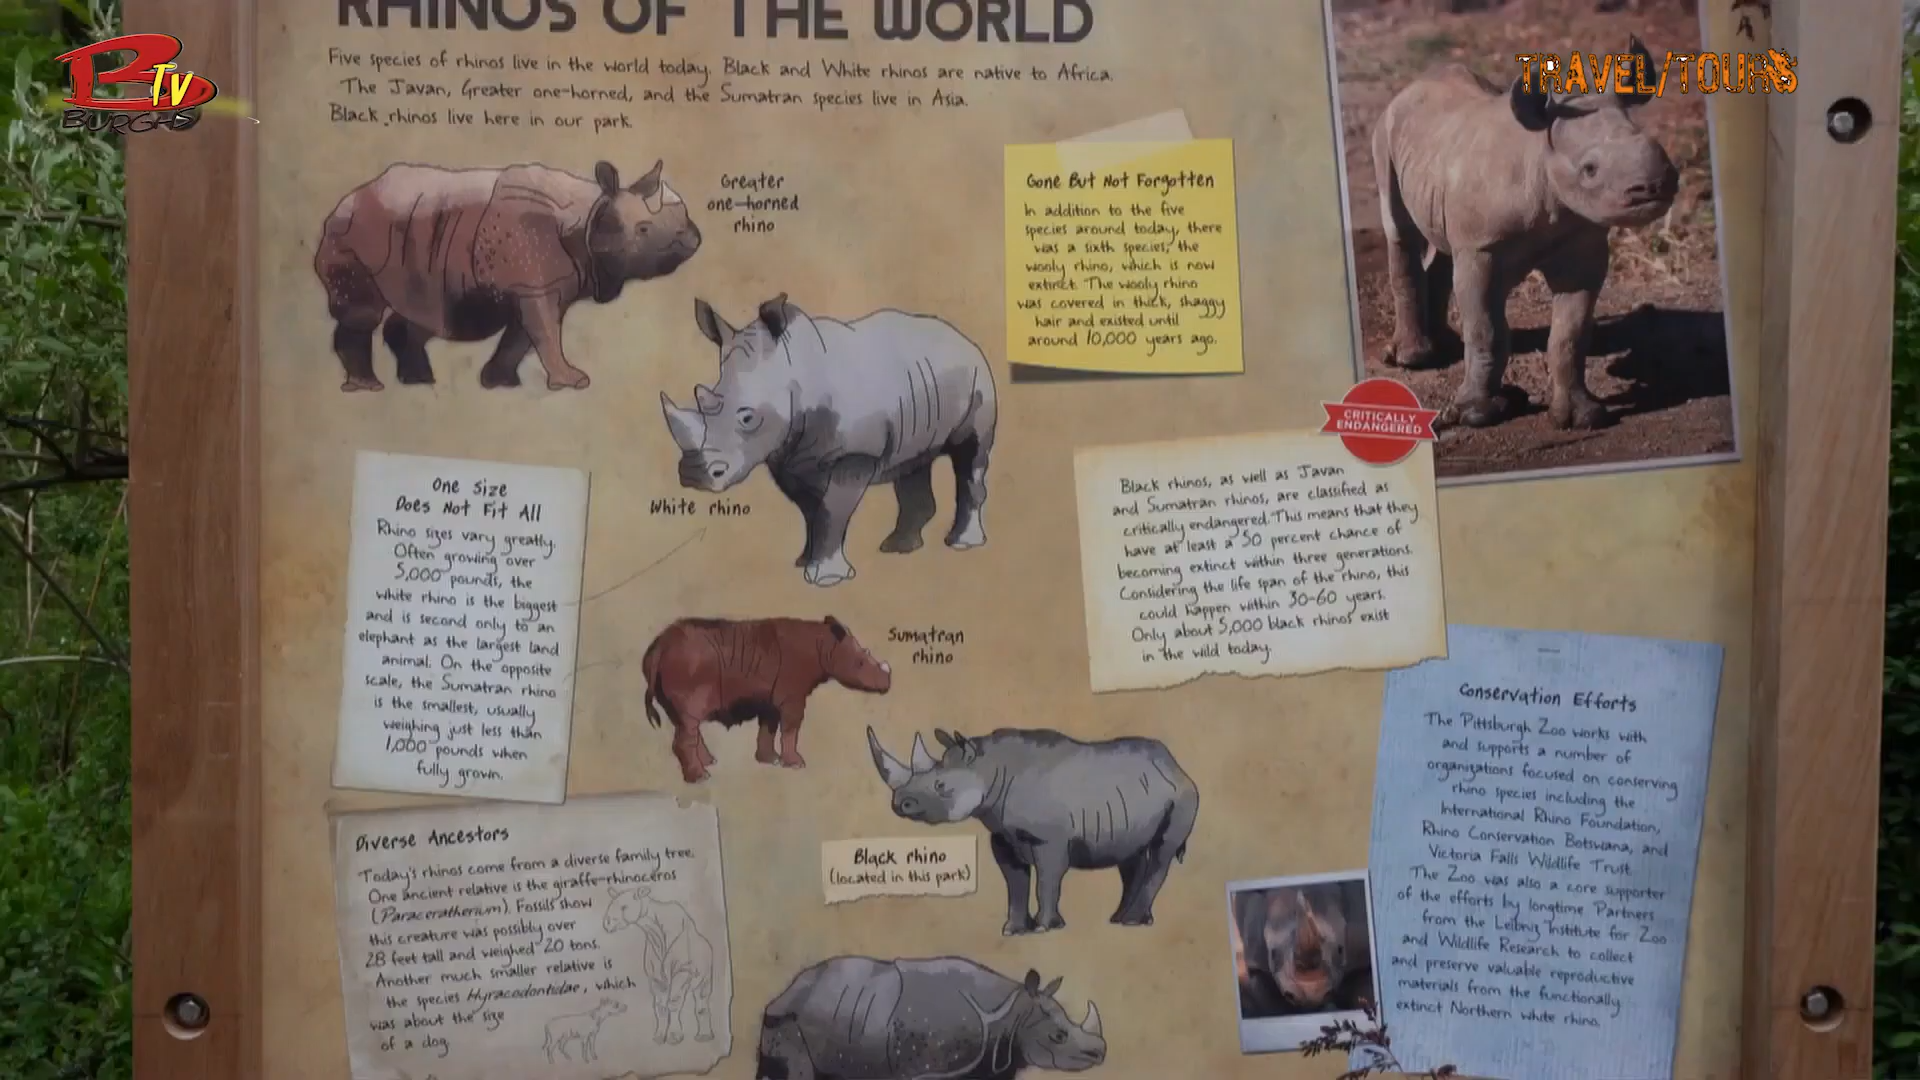 RHINOS OF THE WORLD
Five species of rhinos live in the world today. Black and White rhinos are native to Africa.
The Javan, Greater one-horned, and the Sumatran species live in Asia.
Black rhinos live here in our park.
BTV
BURGHS
TRAVEL/TOURS
Greater
one-horned
rhino
Gone But Not Forgotten
In addition to the five
species around today, there
was a sixth species, the
wooly rhino, which is now
extinct. The wooly rhino
was covered in thick, shaggy
hair and existed until
around 10,000 years ago.
White rhino
CRITICALLY
ENDANGERED
Black rhinos, as well as Javan
and Sumatran rhinos, are classified as
critically endangered. This means that they
have at least a 50 percent chance of
becoming extinct within three generations.
Considering the life span of the rhino, this
could happen within 30-60 years.
Only about 5,000 black rhinos exist
in the wild today.
One Size
Does Not Fit All
Rhino sizes vary greatly.
Often growing over
5,000 pounds, the
white rhino is the biggest
and is second only to an
elephant as the largest land
animal. On the opposite
scale, the Sumatran rhino
is the smallest, usually
weighing just less than
1,000 pounds when
fully grown.
Sumatran
rhino
Conservation Efforts
The Pittsburgh Zoo works with
and supports a number of
organizations focused on conserving
rhino species including the
International Rhino Foundation,
Rhino Conservation Botswana, and
Victoria Falls Wildlife Trust.
The Zoo was also a core supporter
of the efforts by longtime Partners
from the Leibniz Institute for Zoo
and Wildlife Research to collect
and preserve valuable reproductive
materials from the functionally
extinct Northern white rhino.
Black rhino
(located in this park)
Diverse Ancestors
Today's rhinos come from a diverse family tree.
One ancient relative is the giraffe-rhinoceros
(Paraceratherium). Fossils show
this creature was possibly over
28 feet tall and weighed 20 tons.
Another much smaller relative is
the species Hyracodontidae, which
was about the size
of a dog.